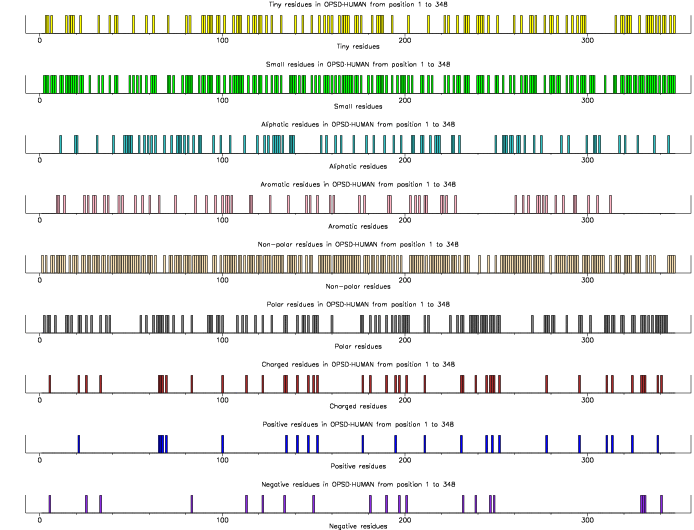 Tiny residues in OPSD-HUMAN from position 1 to 348
0 100 200 300
Tiny residues
Small residues in OPSD-HUMAN from position 1 to 348
0 100 200 300
Small residues
Aliphatic residues in OPSD-HUMAN from position 1 to 348
0 100 200 300
Aliphatic residues
Aromatic residues in OPSD-HUMAN from position 1 to 348
0 100 200 300
Aromatic residues
Non-polar residues in OPSD-HUMAN from position 1 to 348
0 100 200 300
Non-polar residues
Polar residues in OPSD-HUMAN from position 1 to 348
0 100 200 300
Polar residues
Charged residues in OPSD-HUMAN from position 1 to 348
0 100 200 300
Charged residues
Positive residues in OPSD-HUMAN from position 1 to 348
0 100 200 300
Positive residues
Negative residues in OPSD-HUMAN from position 1 to 348
0 100 200 300
Negative residues